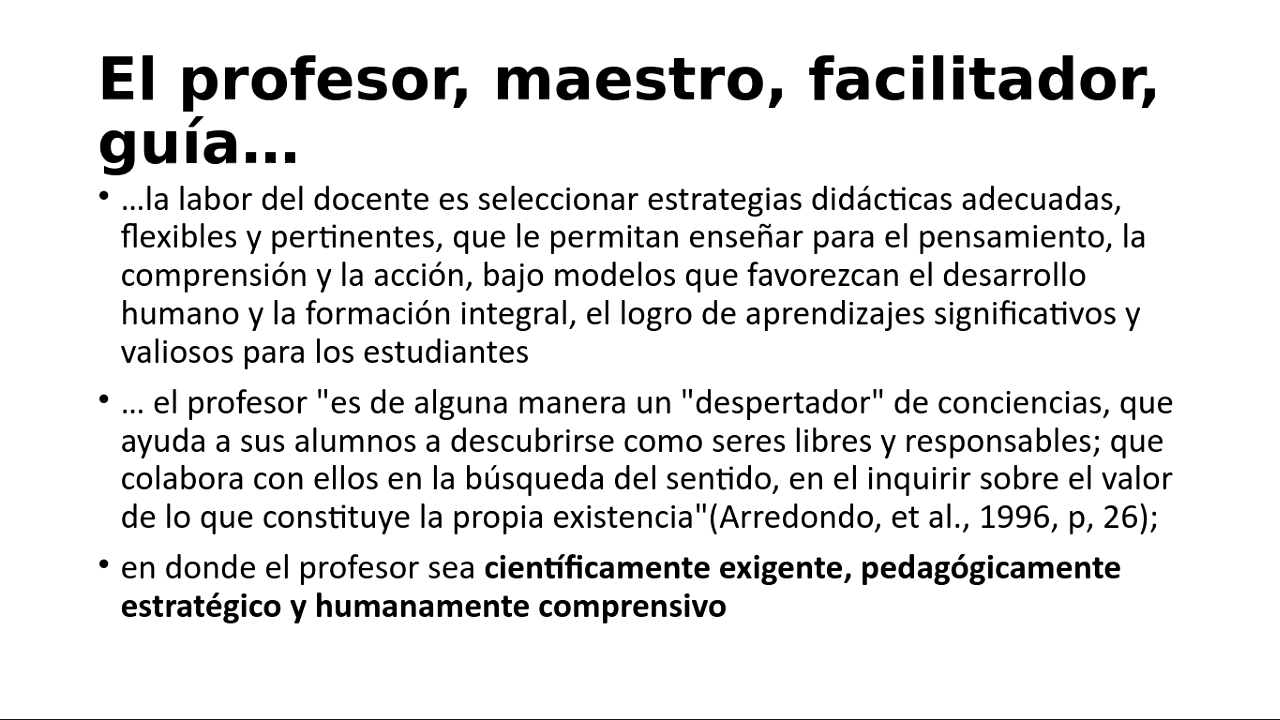 El profesor, maestro, facilitador,
guía…
• …la labor del docente es seleccionar estrategias didácticas adecuadas,
flexibles y pertinentes, que le permitan enseñar para el pensamiento, la
comprensión y la acción, bajo modelos que favorezcan el desarrollo
humano y la formación integral, el logro de aprendizajes significativos y
valiosos para los estudiantes
• … el profesor "es de alguna manera un "despertador" de conciencias, que
ayuda a sus alumnos a descubrirse como seres libres y responsables; que
colabora con ellos en la búsqueda del sentido, en el inquirir sobre el valor
de lo que constituye la propia existencia"(Arredondo, et al., 1996, p, 26);
• en donde el profesor sea científicamente exigente, pedagógicamente
estratégico y humanamente comprensivo